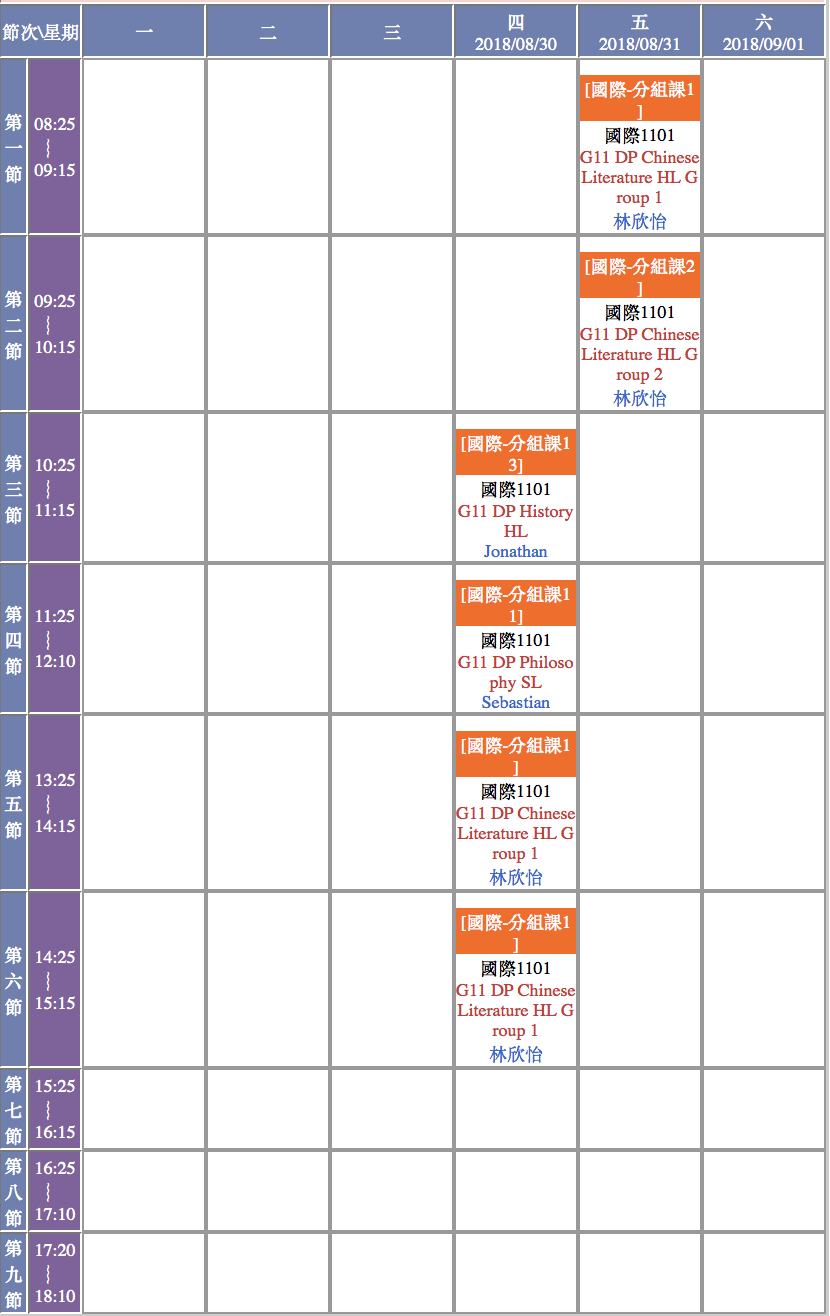 節次\星期
一
二
三
四
2018/08/30
五
2018/08/31
六
2018/09/01
第
一
節
08:25
~
09:15
[國際-分組課1
]
國際1101
G11 DP Chinese
Literature HL G
roup 1
林欣怡
第
二
節
09:25
~
10:15
[國際-分組課2
]
國際1101
G11 DP Chinese
Literature HL G
roup 2
林欣怡
第
三
節
10:25
~
11:15
[國際-分組課1
3]
國際1101
G11 DP History
HL
Jonathan
第
四
節
11:25
~
12:10
[國際-分組課1
1]
國際1101
G11 DP Philoso
phy SL
Sebastian
第
五
節
13:25
~
14:15
[國際-分組課1
]
國際1101
G11 DP Chinese
Literature HL G
roup 1
林欣怡
第
六
節
14:25
~
15:15
[國際-分組課1
]
國際1101
G11 DP Chinese
Literature HL G
roup 1
林欣怡
第
七
節
15:25
~
16:15
第
八
節
16:25
~
17:10
第
九
節
17:20
~
18:10